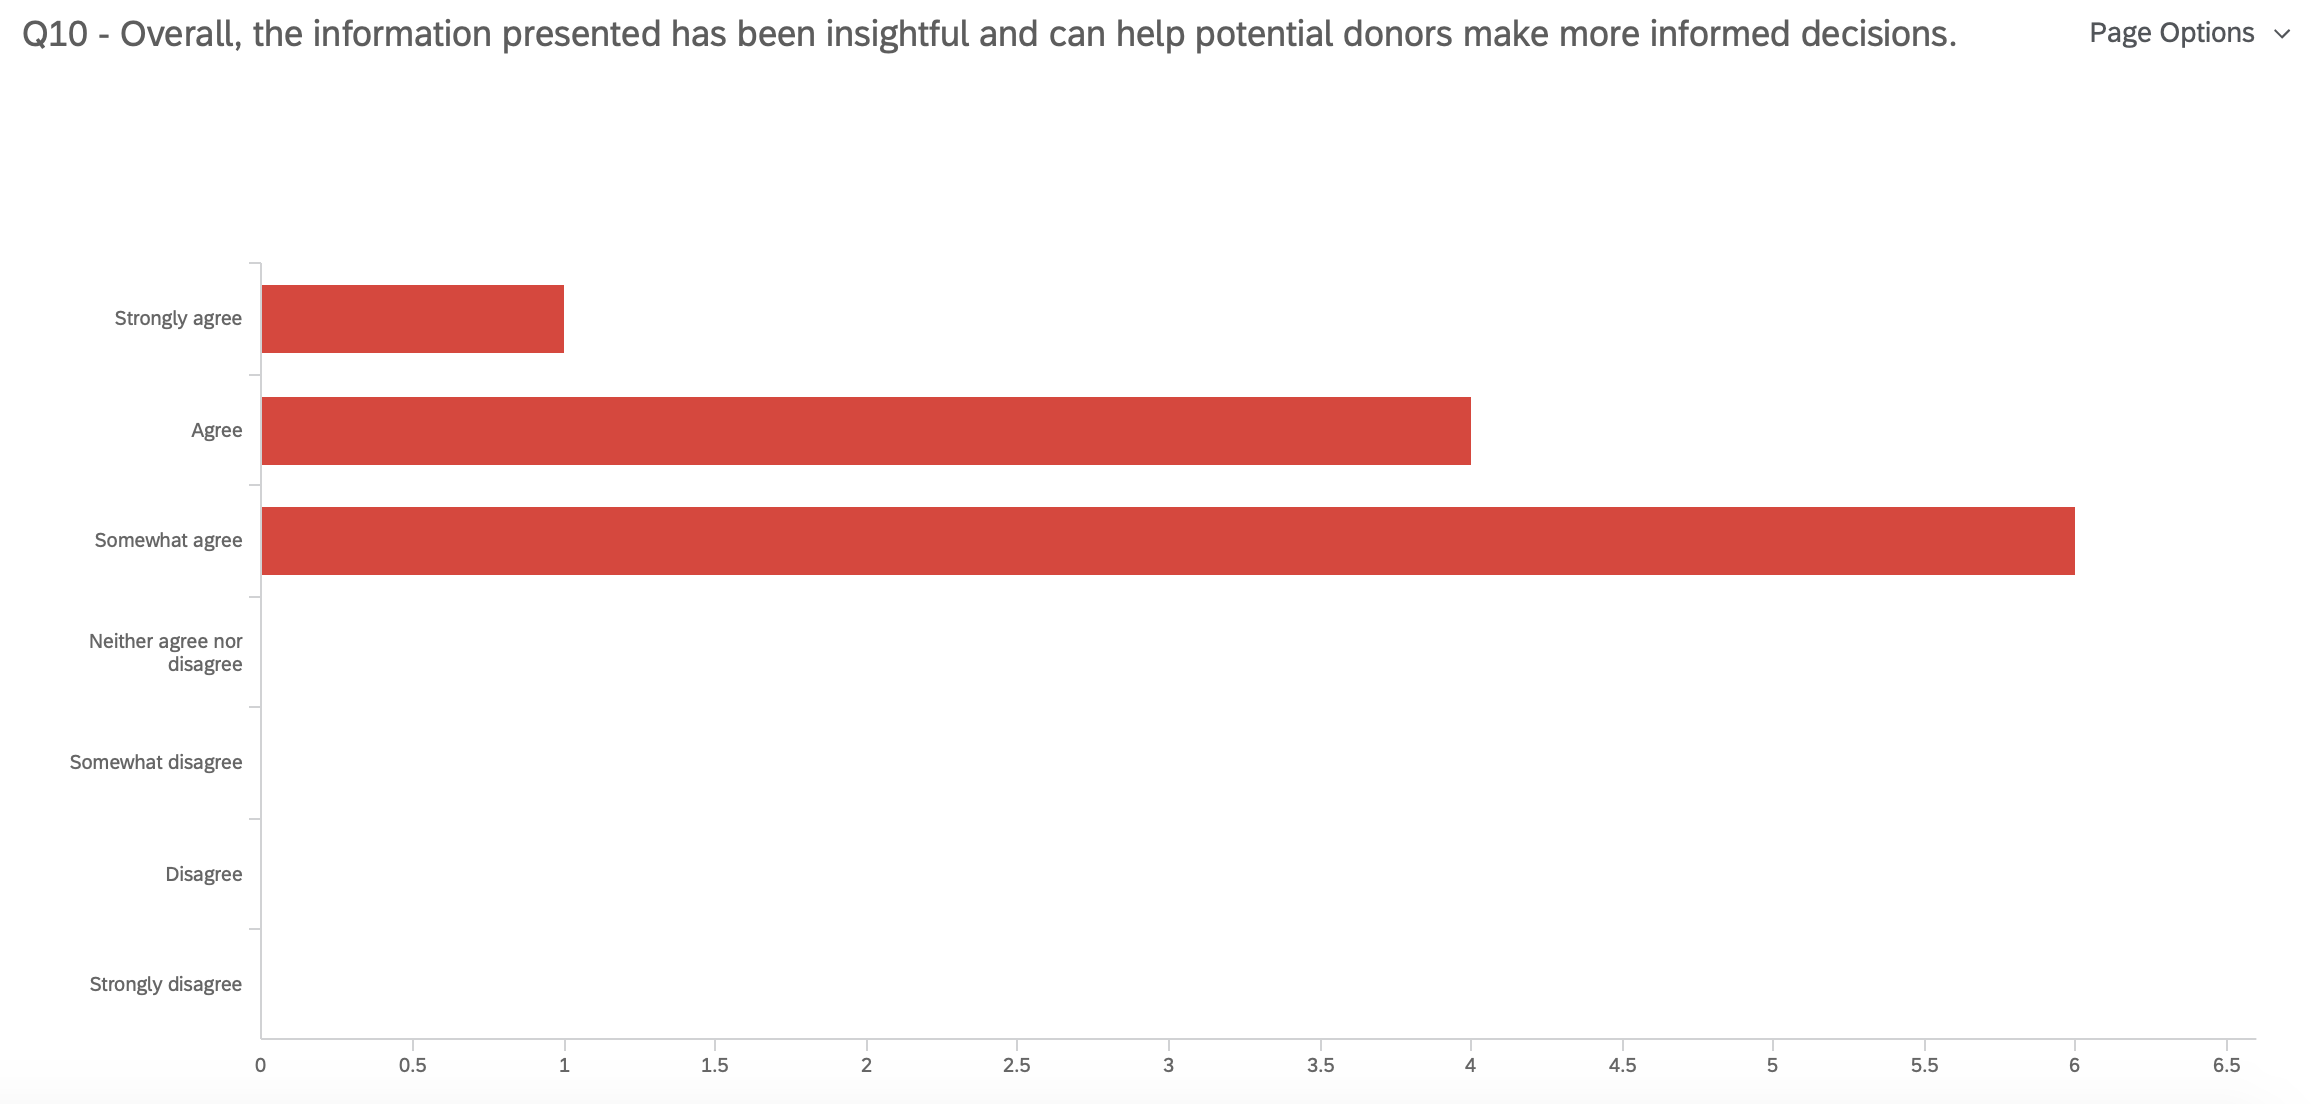 Q10 - Overall, the information presented has been insightful and can help potential donors make more informed decisions.
Page Options
Strongly agree
Agree
Somewhat agree
Neither agree nor
disagree
Somewhat disagree
Disagree
Strongly disagree
0 0.5 1 1.5 2 2.5 3 3.5 4 4.5 5 5.5 6 6.5